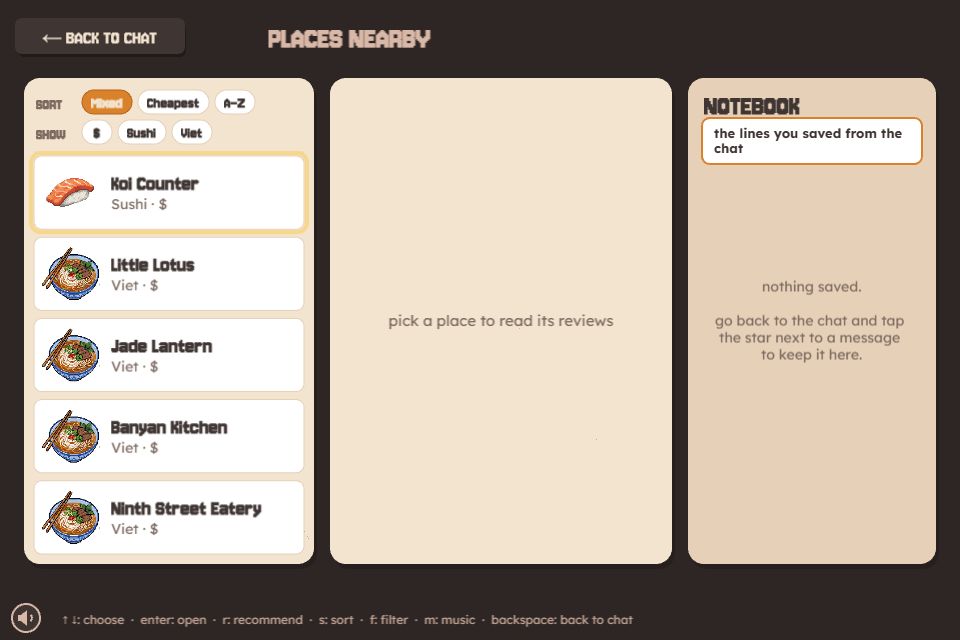 ← BACK TO CHAT
PLACES NEARBY
SORT Mixed Cheapest A-Z
SHOW $ Sushi Viet
Koi Counter
Sushi · $
Little Lotus
Viet · $
Jade Lantern
Viet · $
Banyan Kitchen
Viet · $
Ninth Street Eatery
Viet · $
pick a place to read its reviews
NOTEBOOK
the lines you saved from the
chat
nothing saved.
go back to the chat and tap
the star next to a message
to keep it here.
↑ ↓: choose · enter: open · r: recommend · s: sort · f: filter · m: music · backspace: back to chat